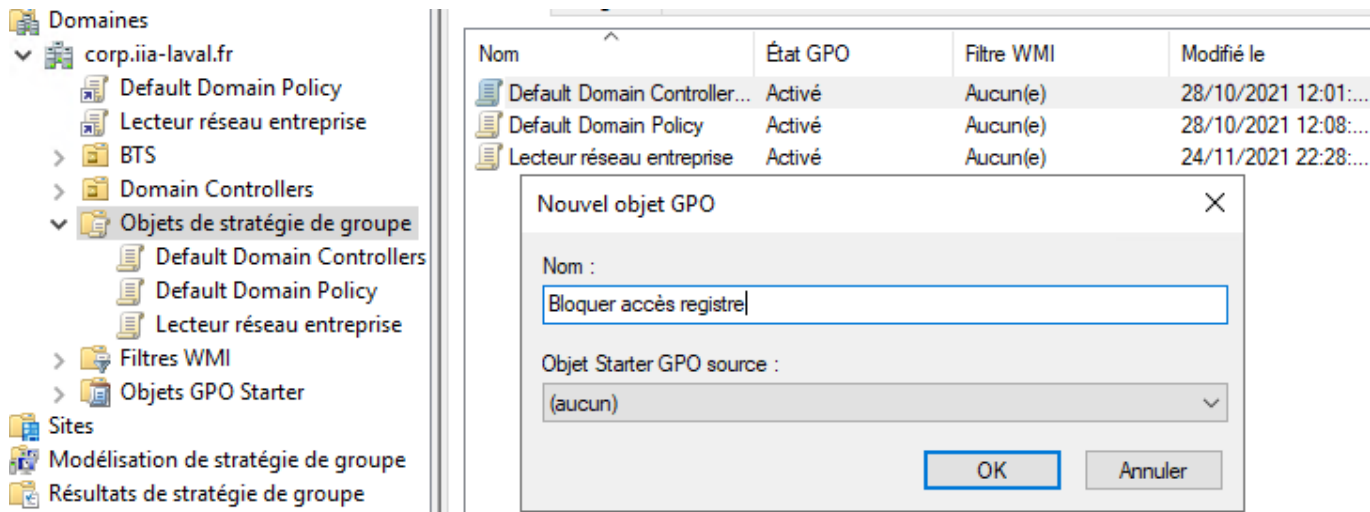 Domaines
corp.iia-laval.fr
Default Domain Policy
Lecteur réseau entreprise
BTS
Domain Controllers
Objets de stratégie de groupe
Default Domain Controllers
Default Domain Policy
Lecteur réseau entreprise
Filtres WMI
Objets GPO Starter
Sites
Modélisation de stratégie de groupe
Résultats de stratégie de groupe
Nom État GPO Filtre WMI Modifié le
Default Domain Controller... Activé Aucun(e) 28/10/2021 12:01:...
Default Domain Policy Activé Aucun(e) 28/10/2021 12:08:...
Lecteur réseau entreprise Activé Aucun(e) 24/11/2021 22:28:...
Nouvel objet GPO
Nom :
Bloquer accès registre
Objet Starter GPO source :
(aucun)
OK Annuler